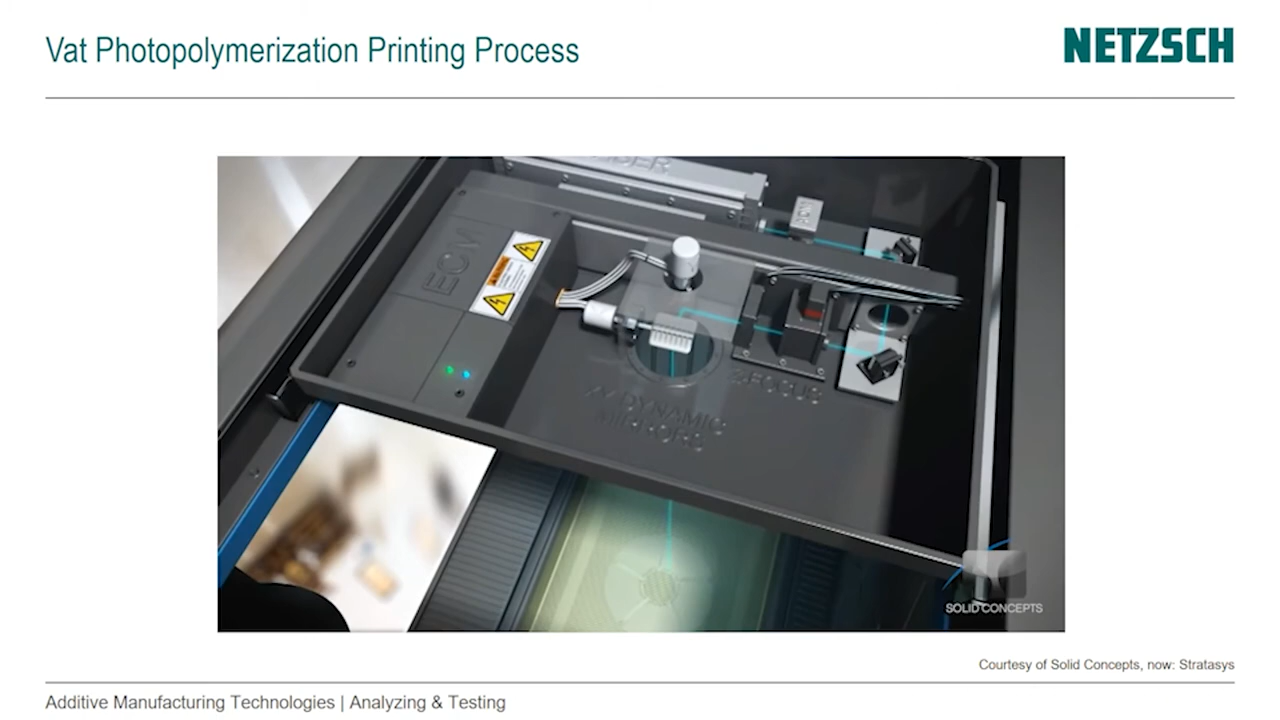 Vat Photopolymerization Printing Process
NETZSCH
ECM
Z-FOCUS
DYNAMIC
MIRRORS
SOLID CONCEPTS
Courtesy of Solid Concepts, now: Stratasys
Additive Manufacturing Technologies | Analyzing & Testing